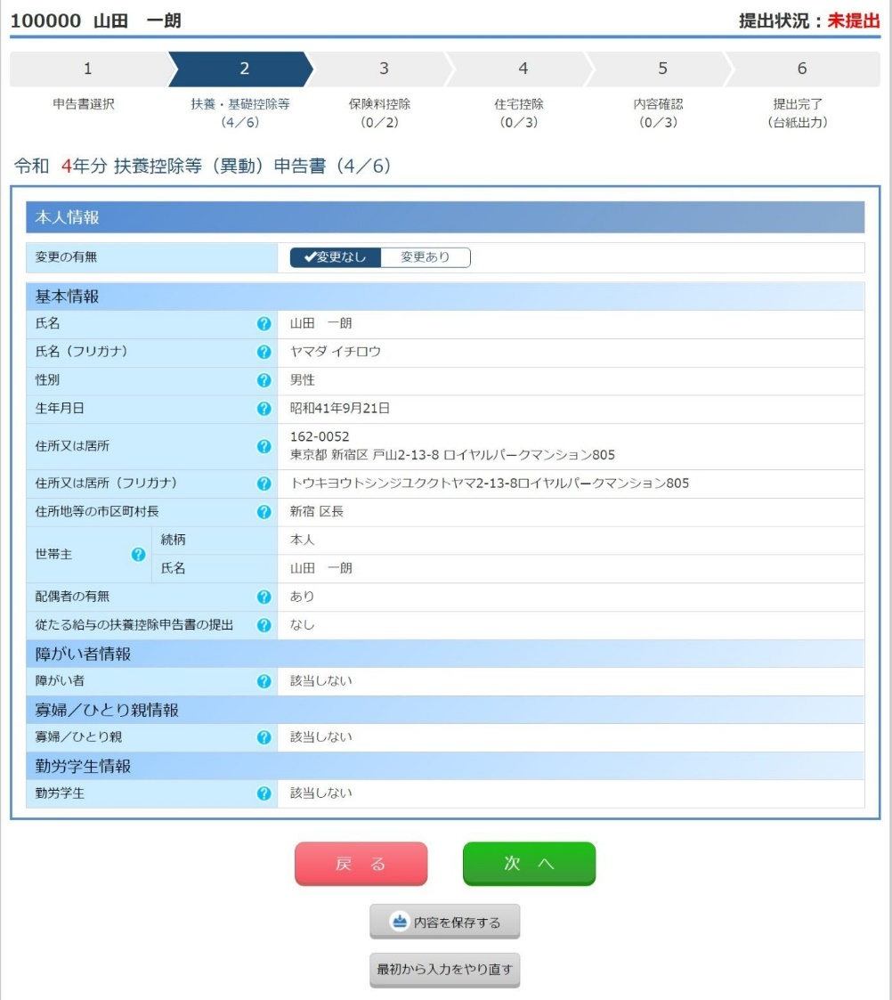 100000 山田　一朗
提出状況：未提出
1
2
3
4
5
6
申告書選択
扶養・基礎控除等
(4／6)
保険料控除
(0／2)
住宅控除
(0／3)
内容確認
(0／3)
提出完了
(台紙出力)
令和 4年分 扶養控除等（異動）申告書（4／6）
本人情報
変更の有無
✔変更なし
変更あり
基本情報
氏名 ? 山田　一朗
氏名（フリガナ） ? ヤマダ イチロウ
性別 ? 男性
生年月日 ? 昭和41年9月21日
住所又は居所 ? 162-0052
東京都 新宿区 戸山2-13-8 ロイヤルパークマンション805
住所又は居所（フリガナ） ? トウキヨウトシンジユククトヤマ2-13-8ロイヤルパークマンション805
住所地等の市区町村長 ? 新宿 区長
世帯主 ?
続柄 本人
氏名 山田　一朗
配偶者の有無 ? あり
従たる給与の扶養控除申告書の提出 ? なし
障がい者情報
障がい者 ? 該当しない
寡婦／ひとり親情報
寡婦／ひとり親 ? 該当しない
勤労学生情報
勤労学生 ? 該当しない
戻 る
次 へ
内容を保存する
最初から入力をやり直す